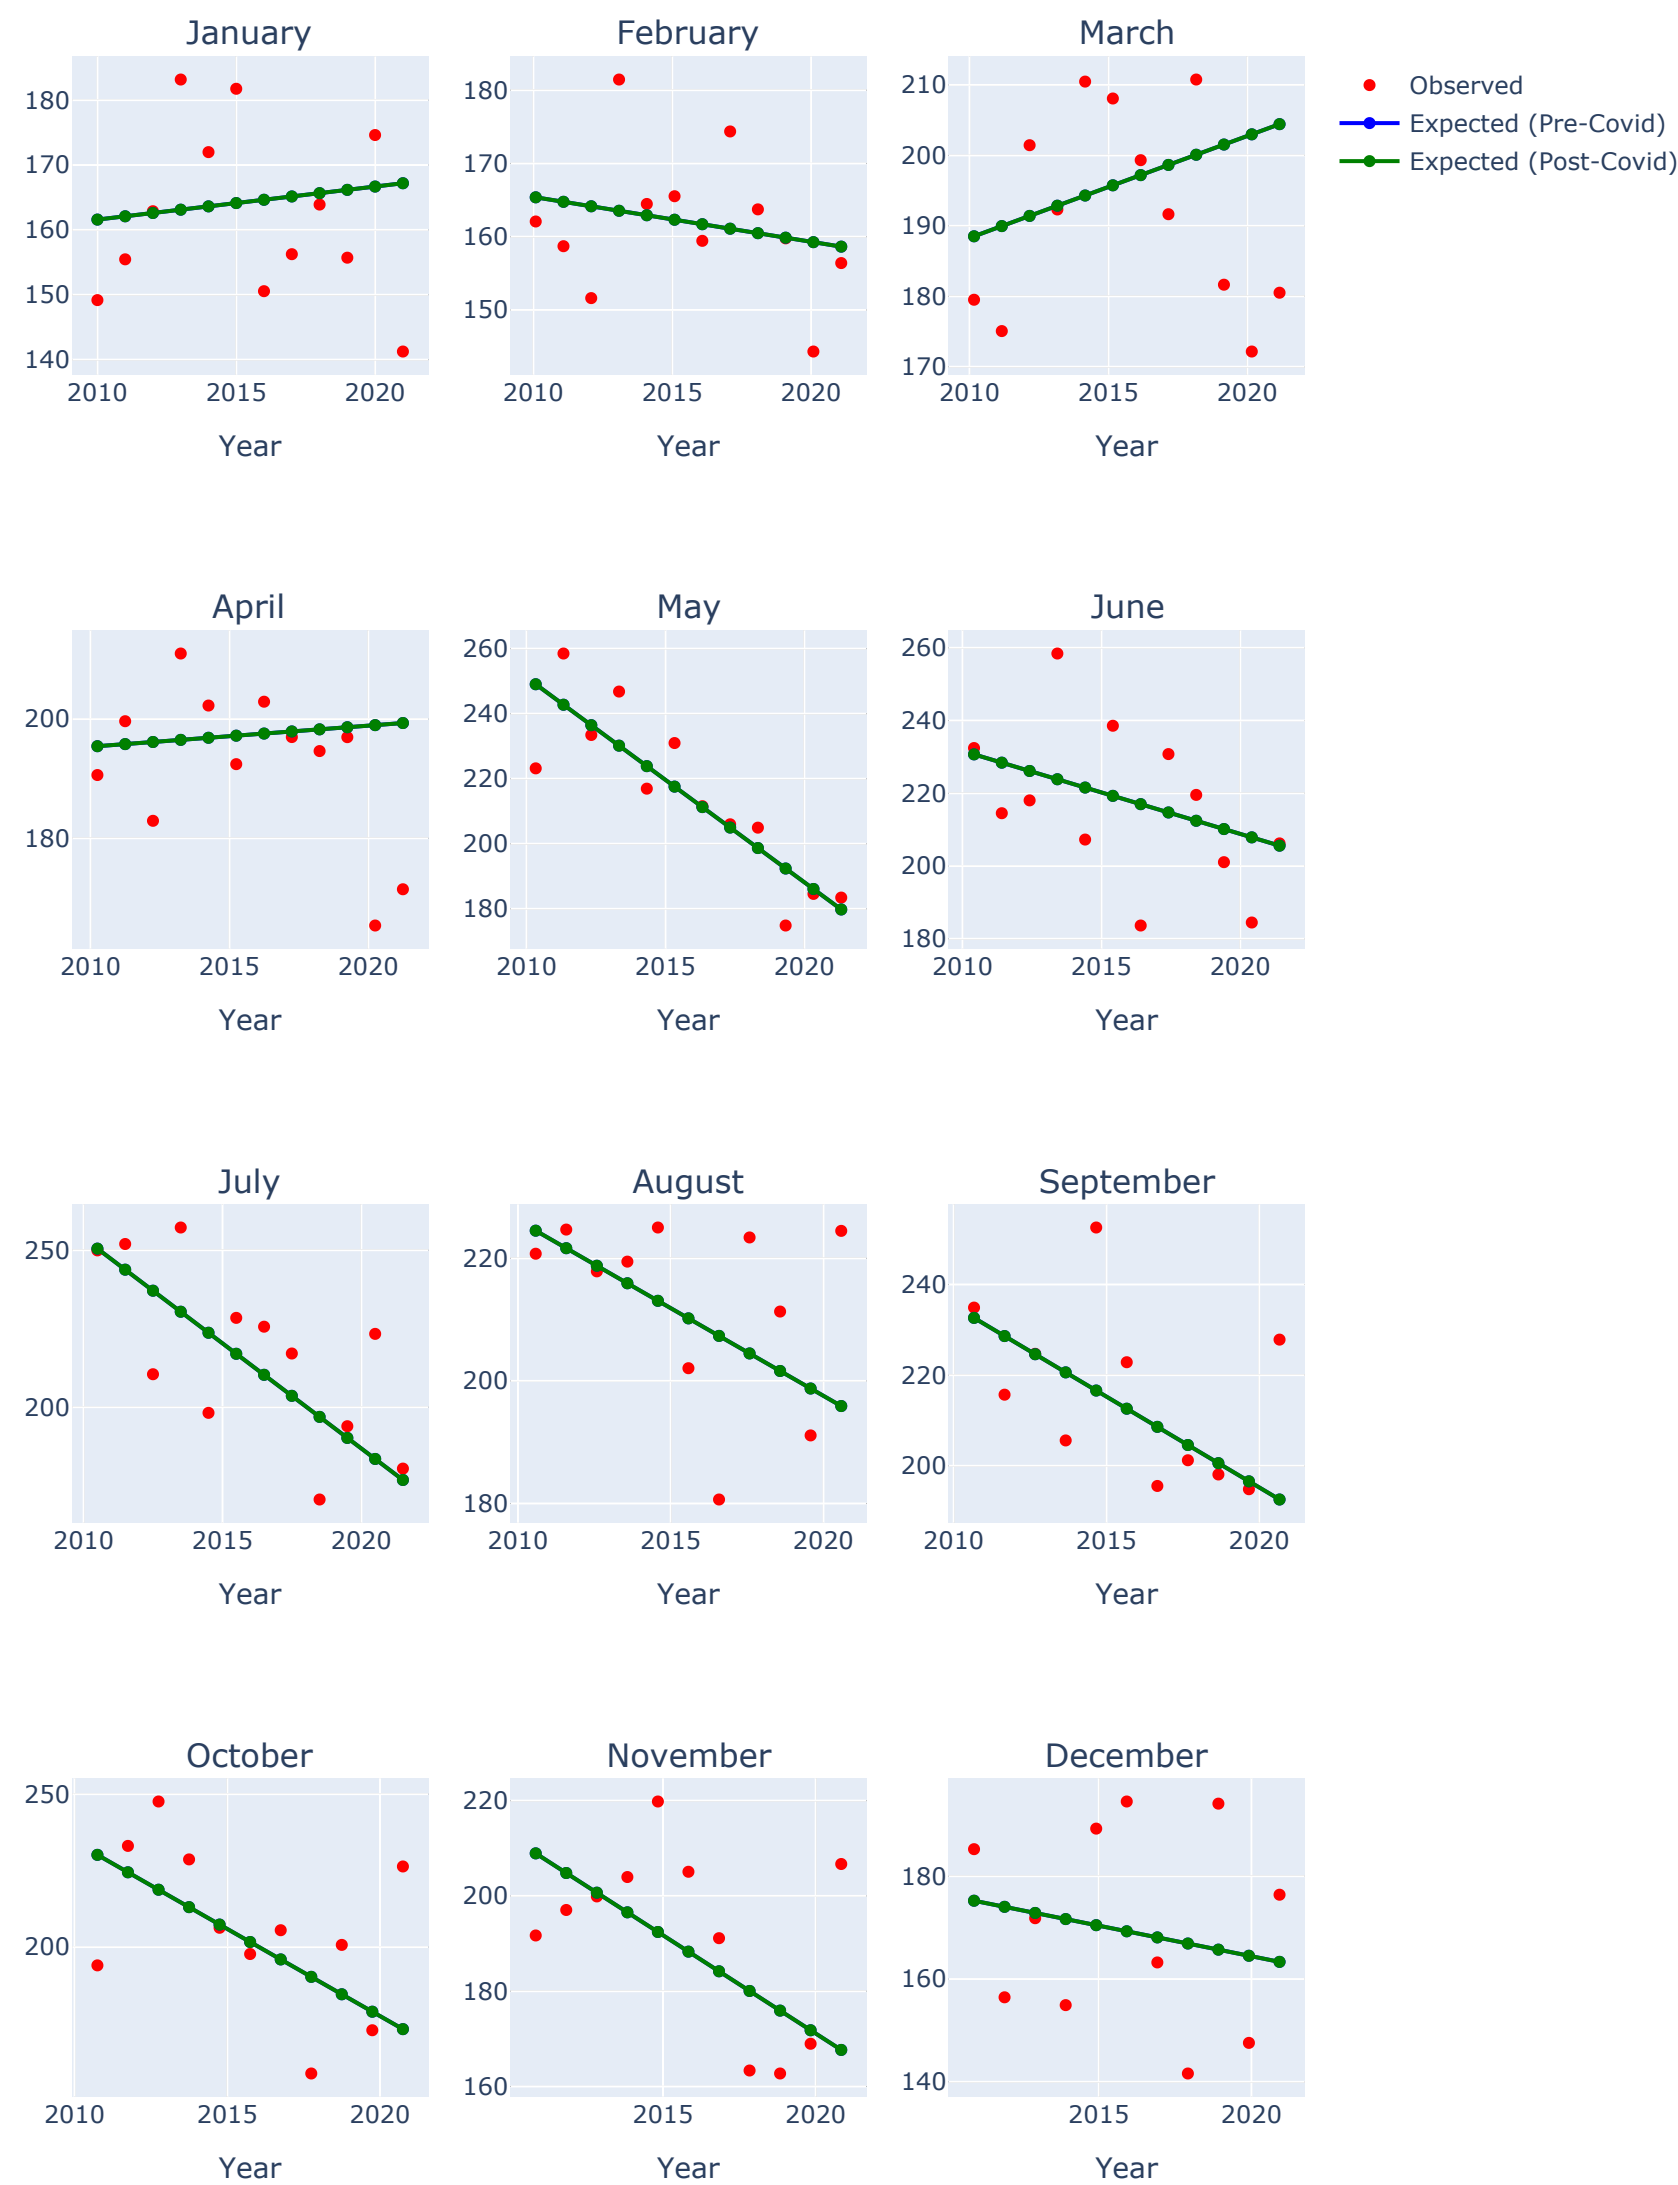 January
February
March
180
170
160
150
140
2010 2015 2020
Year
180
170
160
150
2010 2015 2020
Year
210
200
190
180
170
2010 2015 2020
Year
Observed
Expected (Pre-Covid)
Expected (Post-Covid)
April
May
June
200
180
2010 2015 2020
Year
260
240
220
200
180
2010 2015 2020
Year
260
240
220
200
180
2010 2015 2020
Year
July
August
September
250
200
2010 2015 2020
Year
220
200
180
2010 2015 2020
Year
240
220
200
2010 2015 2020
Year
October
November
December
250
200
2010 2015 2020
Year
220
200
180
160
2015 2020
Year
180
160
140
2015 2020
Year